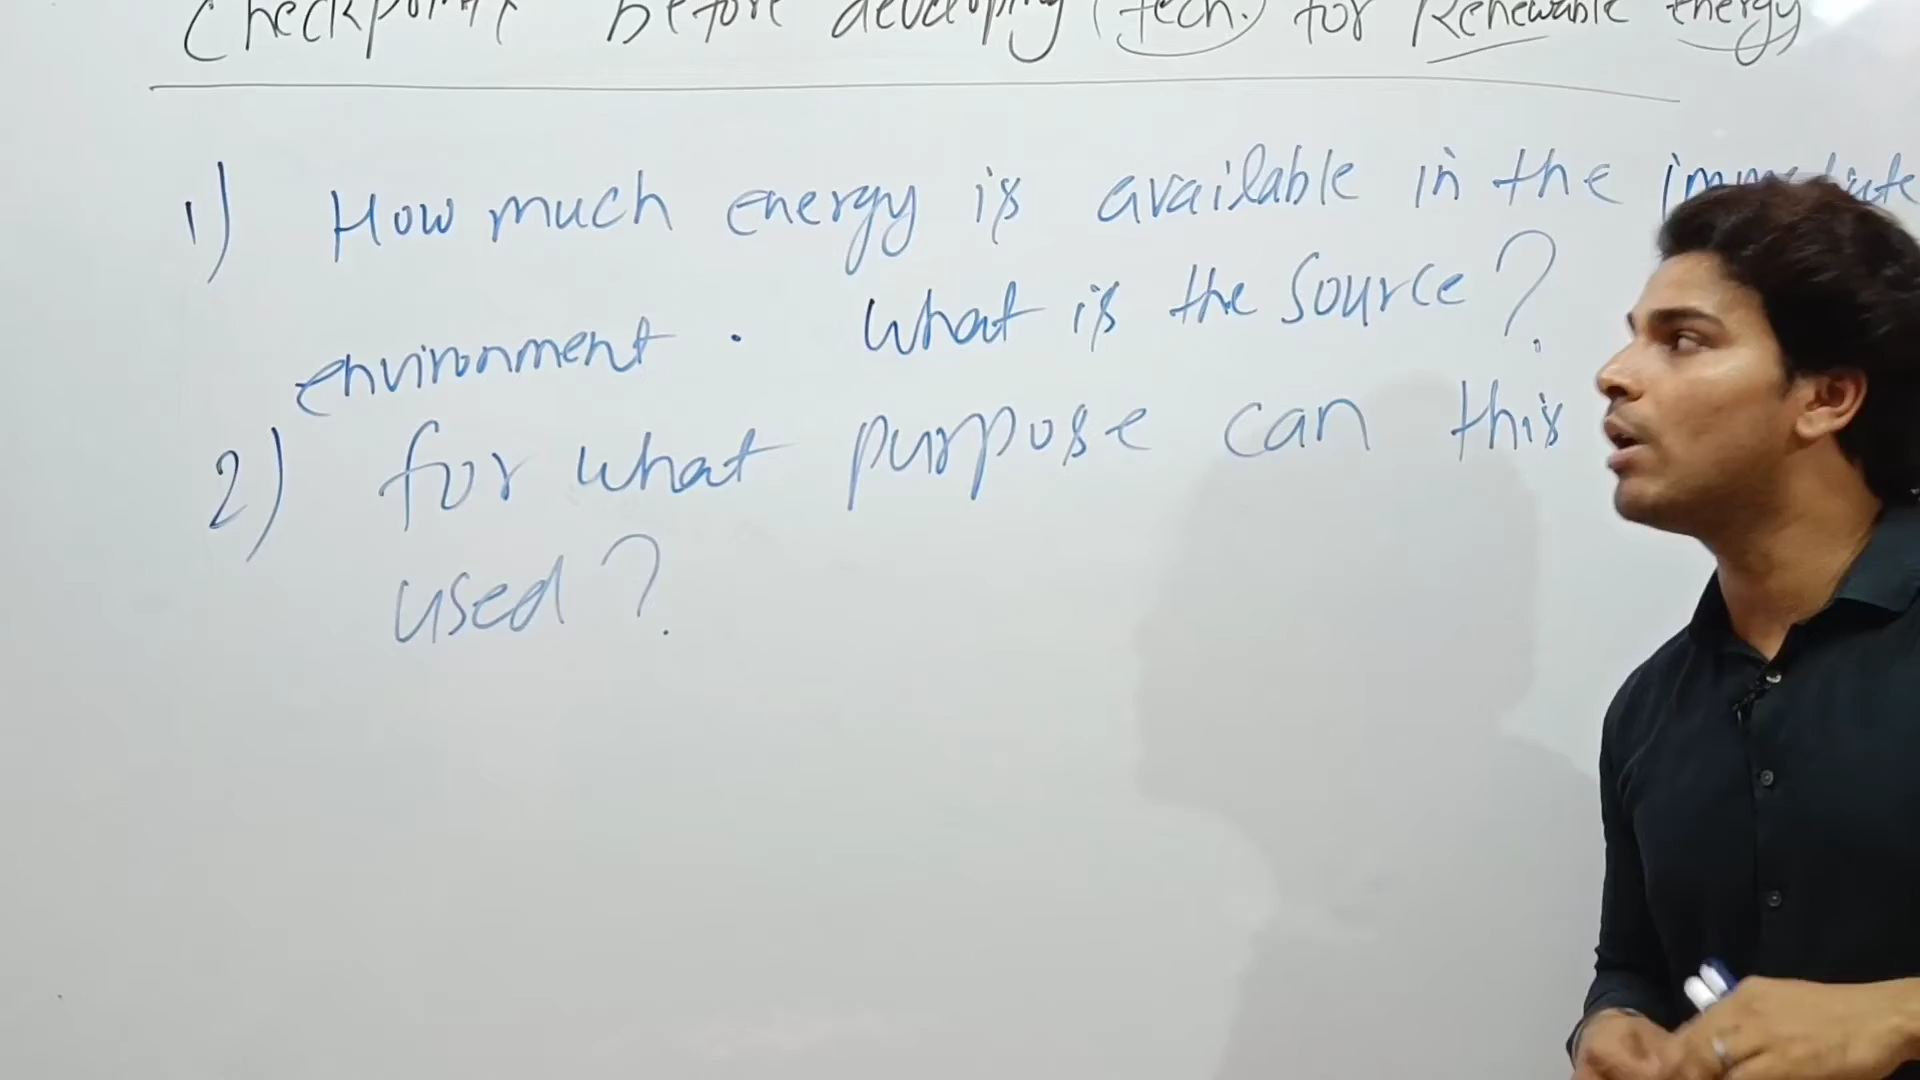 Checkpoints before developing (tech.) for Renewable energy
1) How much energy is available in the immediate
environment. What is the source?
2) for what purpose can this
used?